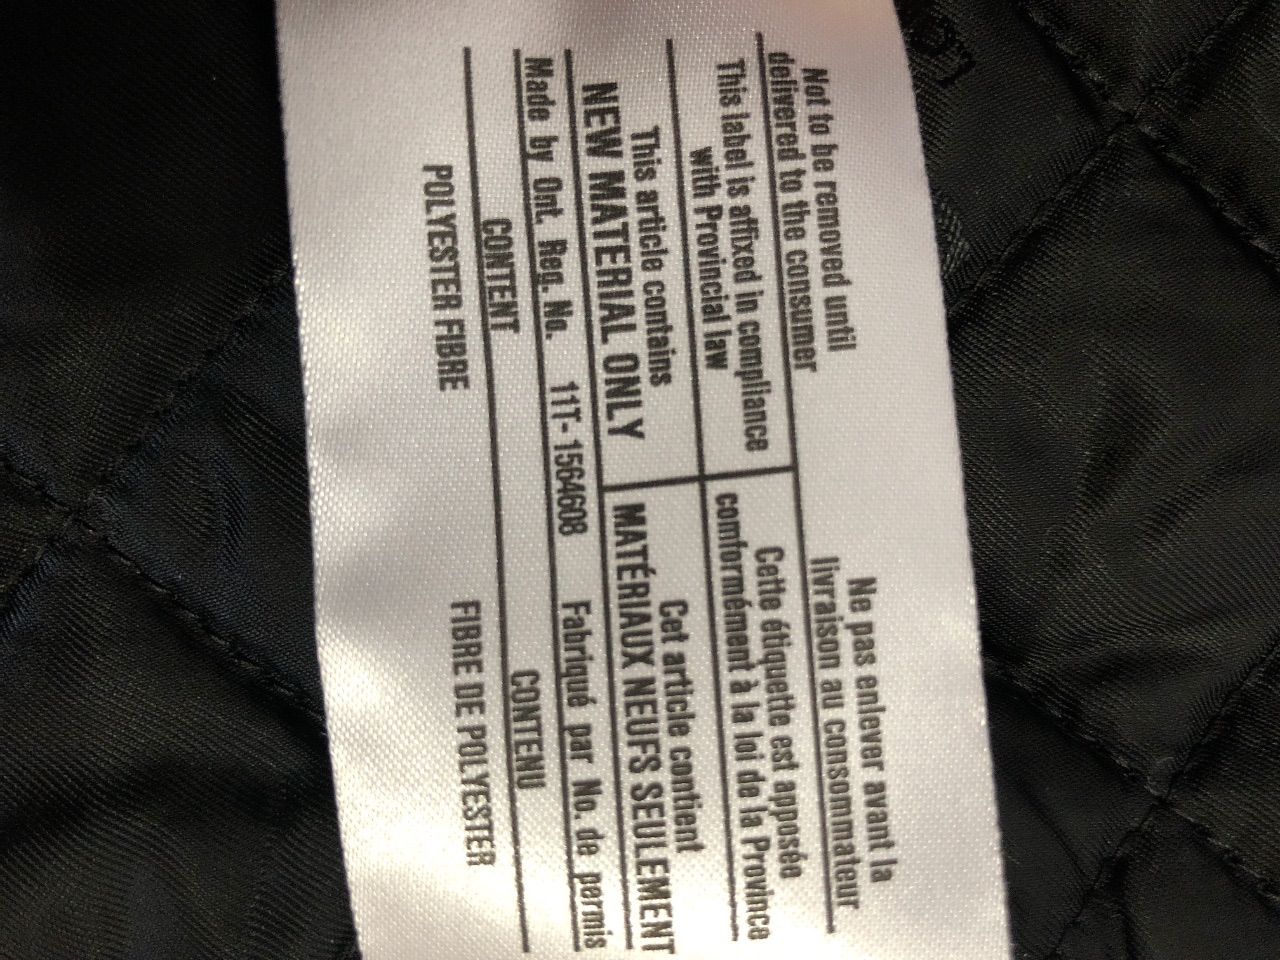 Not to be removed until
delivered to the consumer
Ne pas enlever avant la
livraison au consommateur
This label is affixed in compliance
with Provincial law
Cette étiquette est apposée
comformément à la loi de la Province
This article contains
NEW MATERIAL ONLY
Cet article contient
MATÉRIAUX NEUFS SEULEMENT
Made by Ont. Reg. No. 11T-1564608 Fabriqué par No. de permis
CONTENT CONTENU
POLYESTER FIBRE FIBRE DE POLYESTER